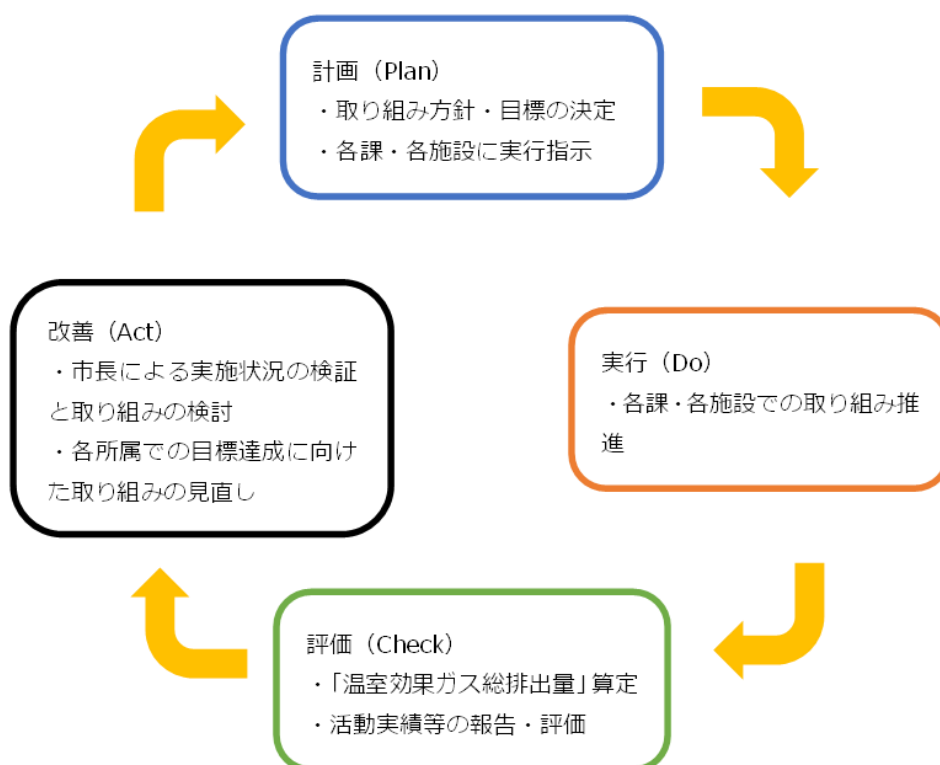 計画（Plan）
・取り組み方針・目標の決定
・各課・各施設に実行指示
実行（Do）
・各課・各施設での取り組み推
進
評価（Check）
・「温室効果ガス総排出量」算定
・活動実績等の報告・評価
改善（Act）
・市長による実施状況の検証
と取り組みの検討
・各所属での目標達成に向け
た取り組みの見直し